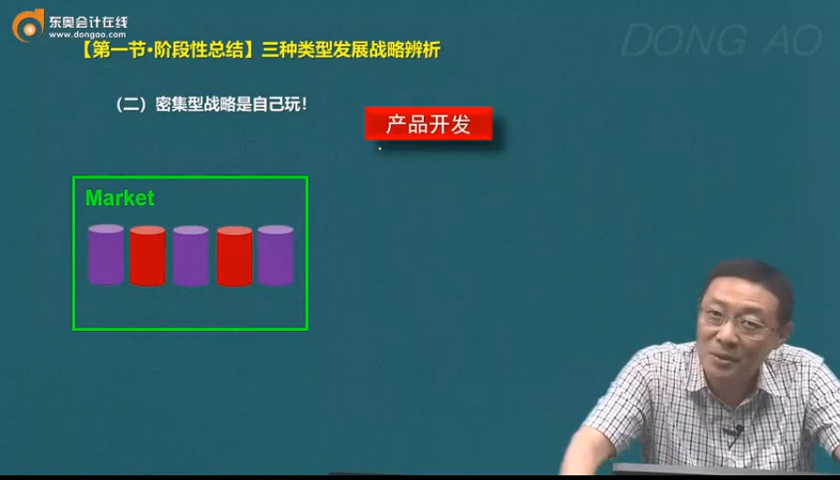 东奥会计在线
www.dongao.com
DONG AO
【第一节·阶段性总结】三种类型发展战略辨析
（二）密集型战略是自己玩！
产品开发
Market